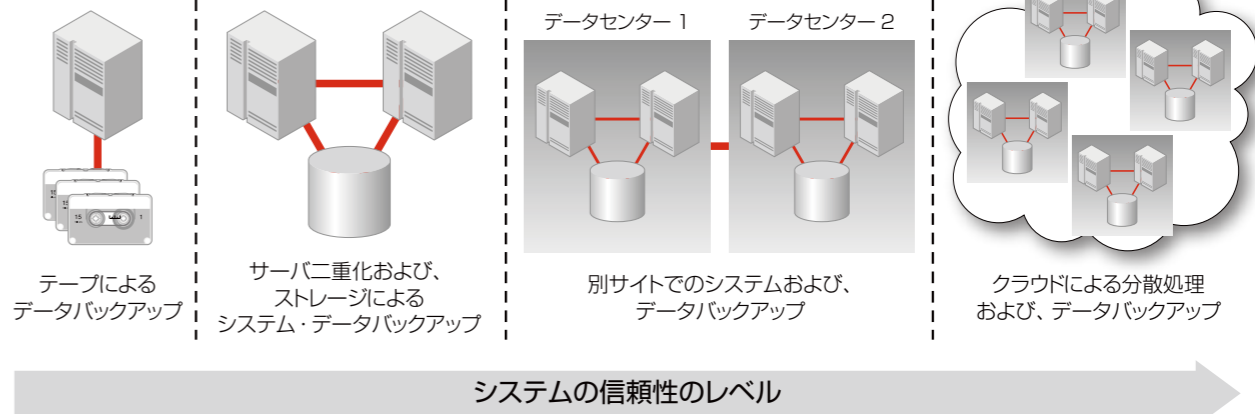 データセンター 1
データセンター 2
15
1
テープによる
データバックアップ
サーバ二重化および、
ストレージによる
システム・データバックアップ
別サイトでのシステムおよび、
データバックアップ
クラウドによる分散処理
および、データバックアップ
システムの信頼性のレベル